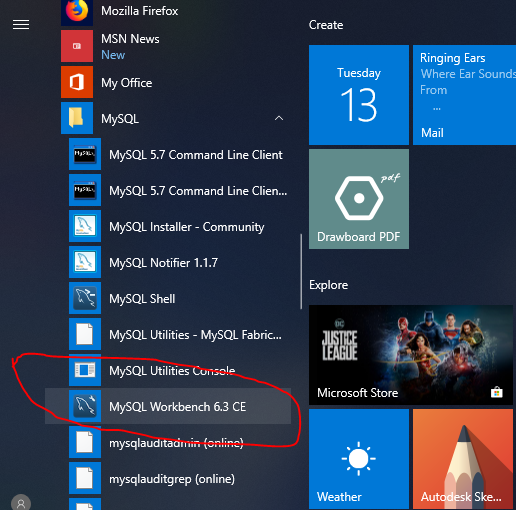 Mozilla Firefox
MSN News
New
My Office
MySQL
MySQL 5.7 Command Line Client
MySQL 5.7 Command Line Clien...
MySQL Installer - Community
MySQL Notifier 1.1.7
MySQL Shell
MySQL Utilities - MySQL Fabric...
MySQL Utilities Console
MySQL Workbench 6.3 CE
mysqlauditadmin (online)
mysqlauditgrep (online)
Create
Tuesday
13
Ringing Ears
Where Ear Sounds
From
...
Mail
pdf
Drawboard PDF
Explore
DC
JUSTICE
LEAGUE
Microsoft Store
Weather
Autodesk Ske...